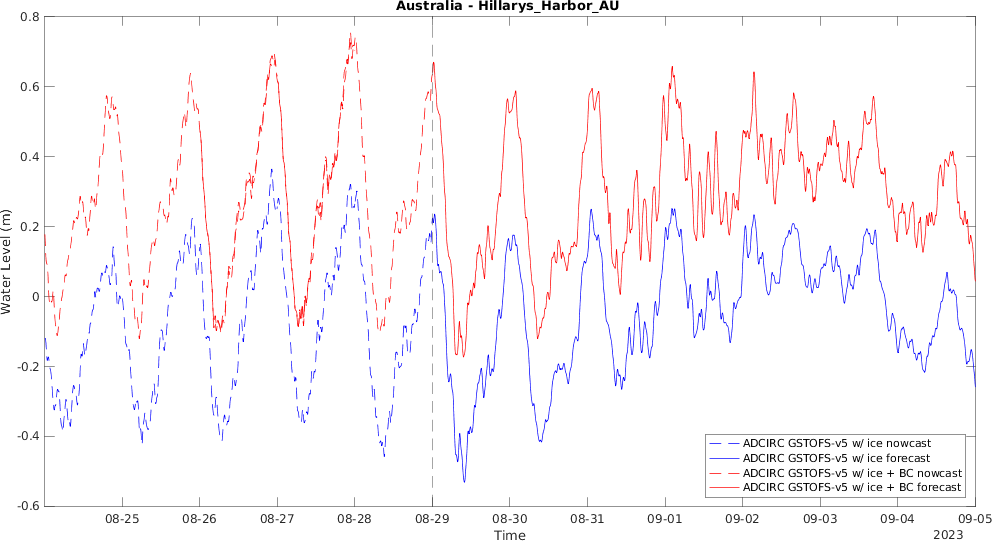 Australia - Hillarys_Harbor_AU
Water Level (m)
0.8
0.6
0.4
0.2
0
-0.2
-0.4
-0.6
08-25 08-26 08-27 08-28 08-29 08-30 08-31 09-01 09-02 09-03 09-04 09-05
Time
2023
ADCIRC GSTOFS-v5 w/ ice nowcast
ADCIRC GSTOFS-v5 w/ ice forecast
ADCIRC GSTOFS-v5 w/ ice + BC nowcast
ADCIRC GSTOFS-v5 w/ ice + BC forecast